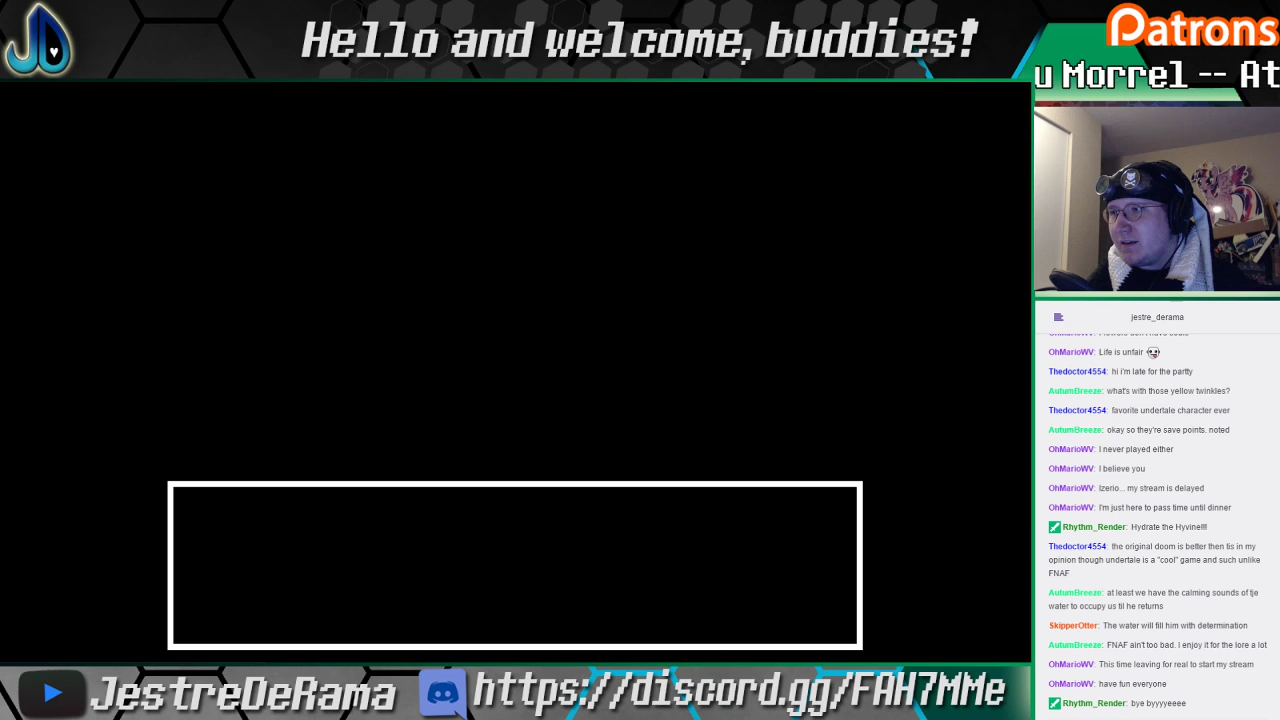 JD
Hello and welcome, buddies!
Patrons
u Morrel -- At
jestre_derama
OhMarioWV: Life is unfair
Thedoctor4554: hi i'm late for the partty
AutumBreeze: what's with those yellow twinkles?
Thedoctor4554: favorite undertale character ever
AutumBreeze: okay so they're save points. noted
OhMarioWV: I never played either
OhMarioWV: I believe you
OhMarioWV: Izerio... my stream is delayed
OhMarioWV: I'm just here to pass time until dinner
Rhythm_Render: Hydrate the Hyvine!!!
Thedoctor4554: the original doom is better then tis in my
opinion though undertale is a "cool" game and such unlike
FNAF
AutumBreeze: at least we have the calming sounds of tje
water to occupy us til he returns
SkipperOtter: The water will fill him with determination
AutumBreeze: FNAF ain't too bad. I enjoy it for the lore a lot
OhMarioWV: This time leaving for real to start my stream
OhMarioWV: have fun everyone
Rhythm_Render: bye byyyyeeee
JestreDeRama
https://discord.gg/FAH7MMe